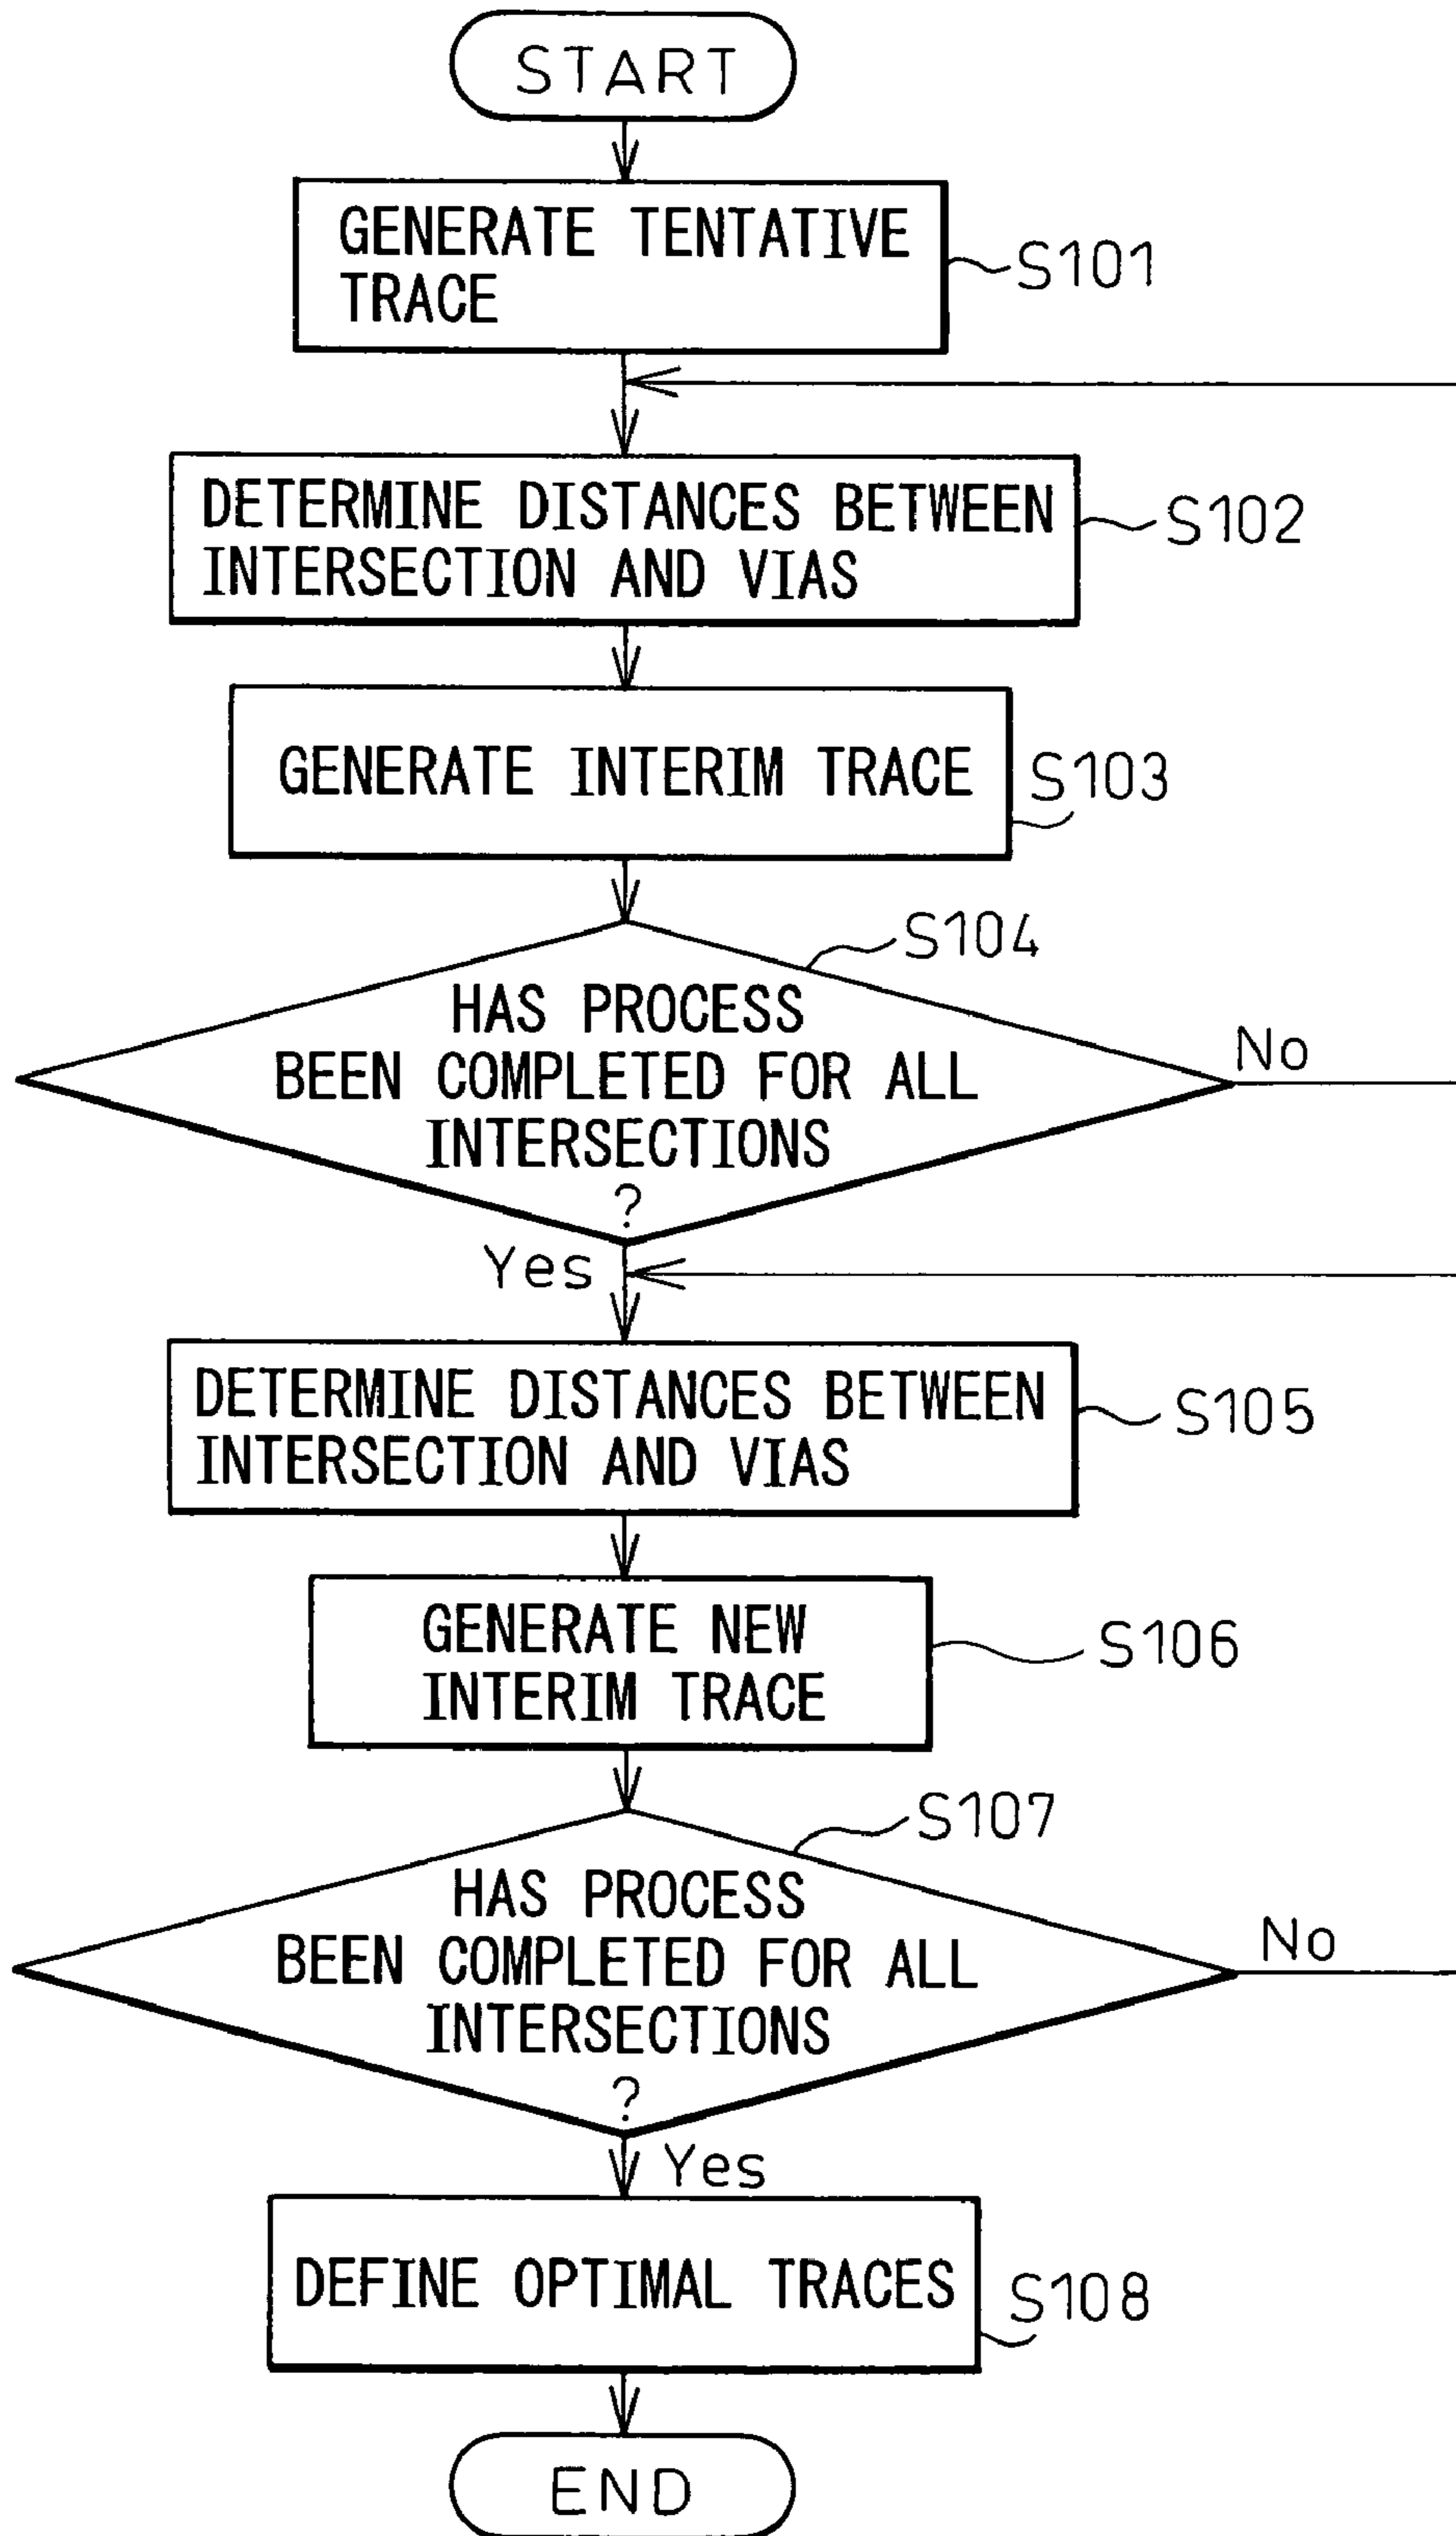 START
GENERATE TENTATIVE
TRACE
S101
DETERMINE DISTANCES BETWEEN
INTERSECTION AND VIAS
S102
GENERATE INTERIM TRACE
S103
S104
HAS PROCESS
BEEN COMPLETED FOR ALL
INTERSECTIONS
?
No
Yes
DETERMINE DISTANCES BETWEEN
INTERSECTION AND VIAS
S105
GENERATE NEW
INTERIM TRACE
S106
S107
HAS PROCESS
BEEN COMPLETED FOR ALL
INTERSECTIONS
?
No
Yes
DEFINE OPTIMAL TRACES
S108
END